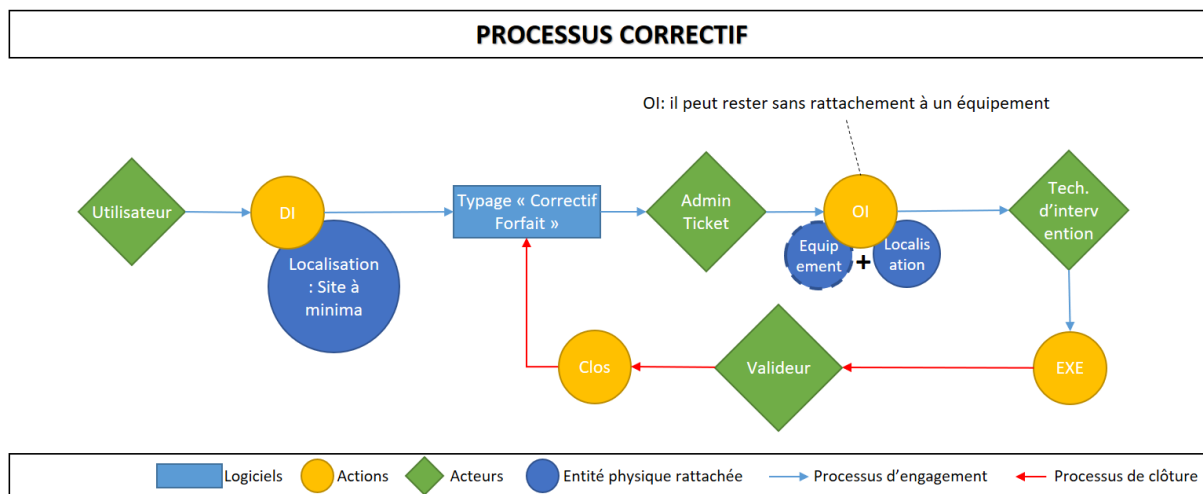 PROCESSUS CORRECTIF
OI: il peut rester sans rattachement à un équipement
Utilisateur
DI
Localisation
: Site à
minima
Typage « Correctif
Forfait »
Admin
Ticket
OI
Equip
ement
+
Localis
ation
Tech.
d’interv
ention
Clos
Valideur
EXE
Logiciels
Actions
Acteurs
Entité physique rattachée
Processus d’engagement
Processus de clôture